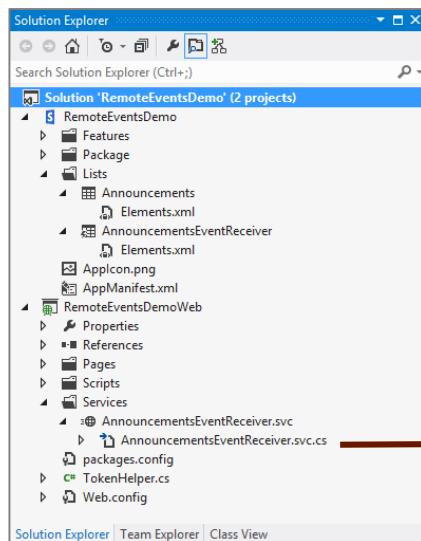 Solution Explorer
Search Solution Explorer (Ctrl+;)
Solution 'RemoteEventsDemo' (2 projects)
RemoteEventsDemo
Features
Package
Lists
Announcements
Elements.xml
AnnouncementsEventReceiver
Elements.xml
AppIcon.png
AppManifest.xml
RemoteEventsDemoWeb
Properties
References
Pages
Scripts
Services
AnnouncementsEventReceiver.svc
AnnouncementsEventReceiver.svc.cs
packages.config
C# TokenHelper.cs
Web.config
Solution Explorer Team Explorer Class View